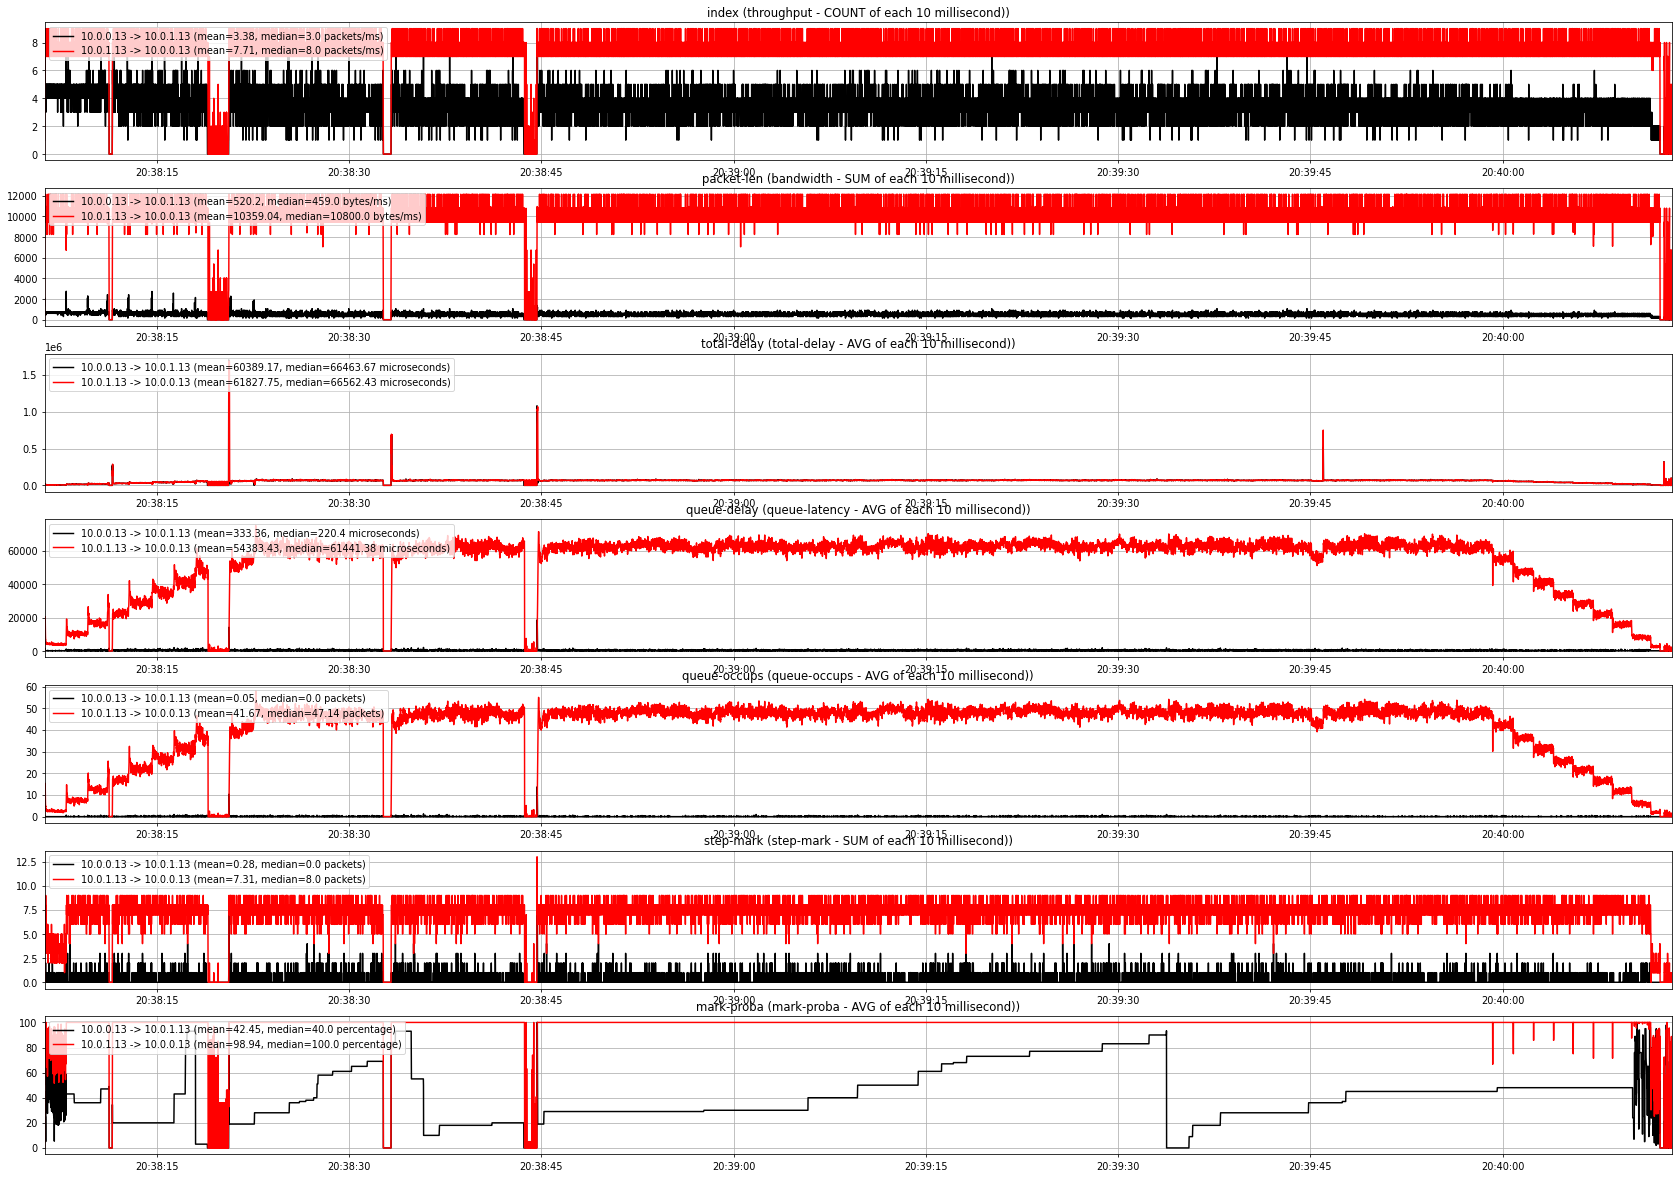 index (throughput - COUNT of each 10 millisecond))
10.0.0.13 -> 10.0.1.13 (mean=3.38, median=3.0 packets/ms)
10.0.1.13 -> 10.0.0.13 (mean=7.71, median=8.0 packets/ms)
8
6
4
2
0
20:38:15 20:38:30 20:38:45 20:39:00 20:39:15 20:39:30 20:39:45 20:40:00
packet-len (bandwidth - SUM of each 10 millisecond))
10.0.0.13 -> 10.0.1.13 (mean=520.2, median=459.0 bytes/ms)
10.0.1.13 -> 10.0.0.13 (mean=10359.04, median=10800.0 bytes/ms)
12000
10000
8000
6000
4000
2000
0
20:38:15 20:38:30 20:38:45 20:39:00 20:39:15 20:39:30 20:39:45 20:40:00
total-delay (total-delay - AVG of each 10 millisecond))
1e6
10.0.0.13 -> 10.0.1.13 (mean=60389.17, median=66463.67 microseconds)
10.0.1.13 -> 10.0.0.13 (mean=61827.75, median=66562.43 microseconds)
1.5
1.0
0.5
0.0
20:38:15 20:38:30 20:38:45 20:39:00 20:39:15 20:39:30 20:39:45 20:40:00
queue-delay (queue-latency - AVG of each 10 millisecond))
10.0.0.13 -> 10.0.1.13 (mean=333.36, median=220.4 microseconds)
10.0.1.13 -> 10.0.0.13 (mean=54383.43, median=61441.38 microseconds)
60000
40000
20000
0
20:38:15 20:38:30 20:38:45 20:39:00 20:39:15 20:39:30 20:39:45 20:40:00
queue-occups (queue-occups - AVG of each 10 millisecond))
10.0.0.13 -> 10.0.1.13 (mean=0.05, median=0.0 packets)
10.0.1.13 -> 10.0.0.13 (mean=41.67, median=47.14 packets)
60
50
40
30
20
10
0
20:38:15 20:38:30 20:38:45 20:39:00 20:39:15 20:39:30 20:39:45 20:40:00
step-mark (step-mark - SUM of each 10 millisecond))
10.0.0.13 -> 10.0.1.13 (mean=0.28, median=0.0 packets)
10.0.1.13 -> 10.0.0.13 (mean=7.31, median=8.0 packets)
12.5
10.0
7.5
5.0
2.5
0.0
20:38:15 20:38:30 20:38:45 20:39:00 20:39:15 20:39:30 20:39:45 20:40:00
mark-proba (mark-proba - AVG of each 10 millisecond))
10.0.0.13 -> 10.0.1.13 (mean=42.45, median=40.0 percentage)
10.0.1.13 -> 10.0.0.13 (mean=98.94, median=100.0 percentage)
100
80
60
40
20
0
20:38:15 20:38:30 20:38:45 20:39:00 20:39:15 20:39:30 20:39:45 20:40:00